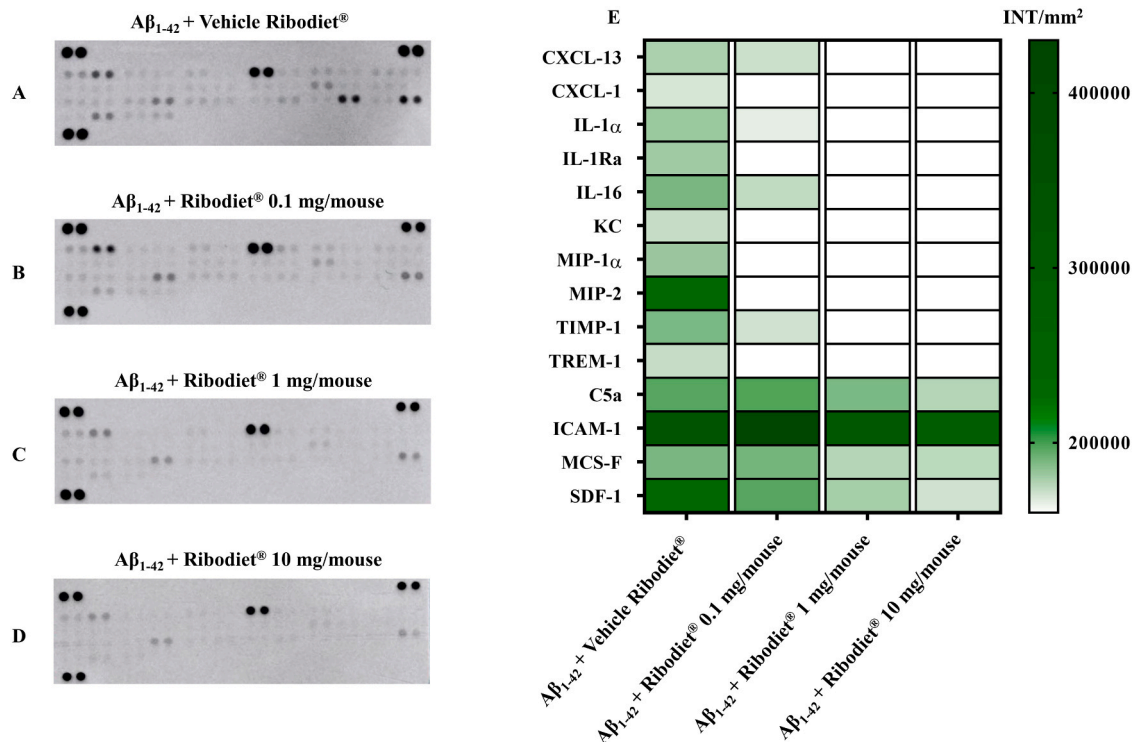 Aβ₁₋₄₂ + Vehicle Ribodiet®
A
Aβ₁₋₄₂ + Ribodiet® 0.1 mg/mouse
B
Aβ₁₋₄₂ + Ribodiet® 1 mg/mouse
C
Aβ₁₋₄₂ + Ribodiet® 10 mg/mouse
D
E
INT/mm²
CXCL-13
CXCL-1
IL-1α
IL-1Ra
IL-16
KC
MIP-1α
MIP-2
TIMP-1
TREM-1
C5a
ICAM-1
MCS-F
SDF-1
400000
300000
200000
Aβ₁₋₄₂ + Vehicle Ribodiet®
Aβ₁₋₄₂ + Ribodiet® 0.1 mg/mouse
Aβ₁₋₄₂ + Ribodiet® 1 mg/mouse
Aβ₁₋₄₂ + Ribodiet® 10 mg/mouse